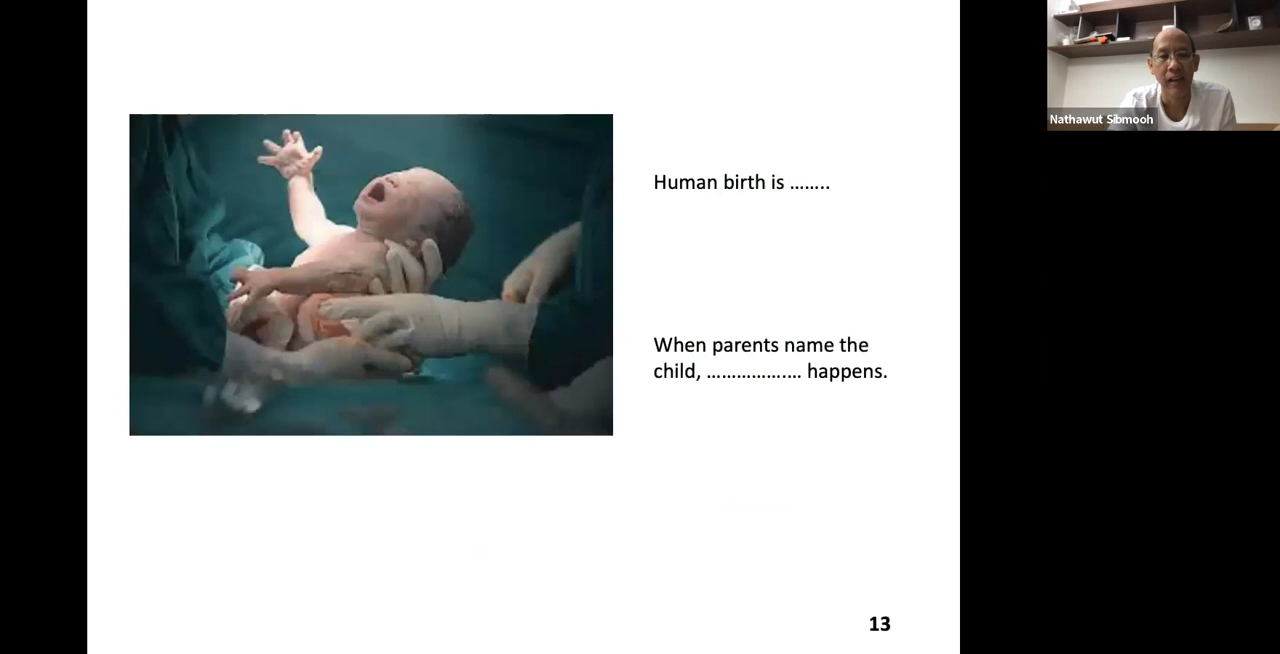 Nathawut Sibmooh
Human birth is ........
When parents name the
child, ..................... happens.
13